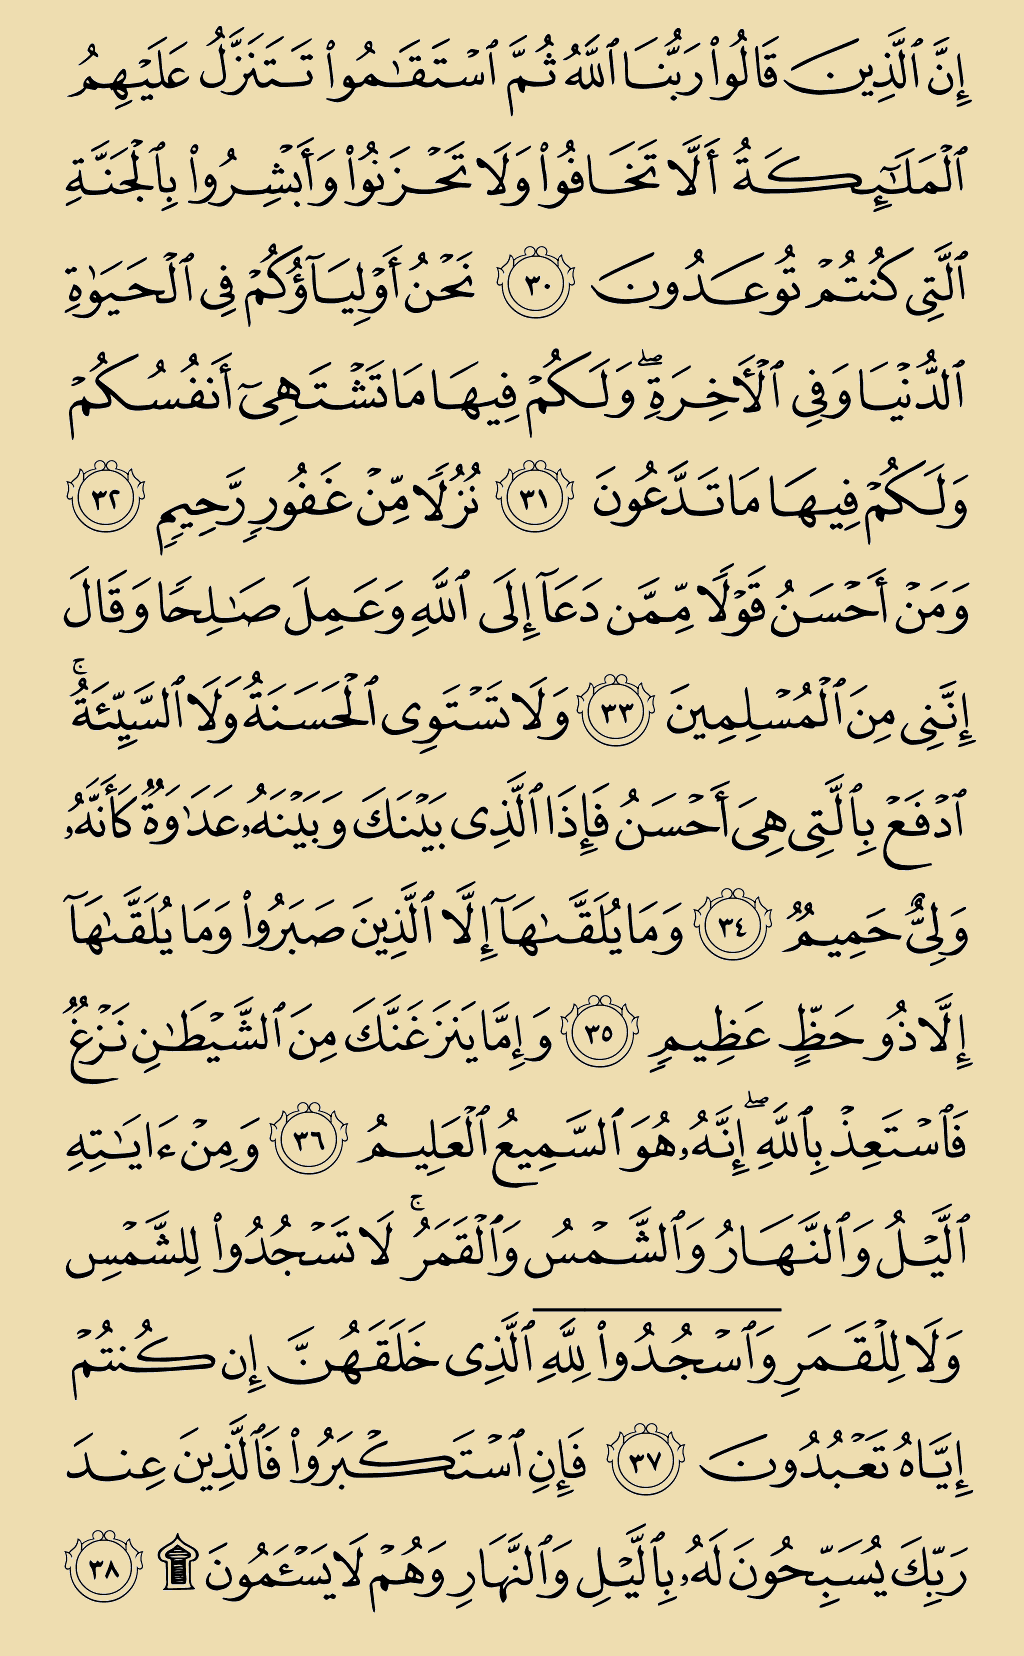 إِنَّ ٱلَّذِينَ قَالُوا۟ رَبُّنَا ٱللَّهُ ثُمَّ ٱسْتَقَـٰمُوا۟ تَتَنَزَّلُ عَلَيْهِمُ
ٱلْمَلَـٰٓئِكَةُ أَلَّا تَخَافُوا۟ وَلَا تَحْزَنُوا۟ وَأَبْشِرُوا۟ بِٱلْجَنَّةِ
ٱلَّتِى كُنتُمْ تُوعَدُونَ ٣٠ نَحْنُ أَوْلِيَآؤُكُمْ فِى ٱلْحَيَوٰةِ
ٱلدُّنْيَا وَفِى ٱلْـَٔاخِرَةِ ۖ وَلَكُمْ فِيهَا مَا تَشْتَهِىٓ أَنفُسُكُمْ
وَلَكُمْ فِيهَا مَا تَدَّعُونَ ٣١ نُزُلًا مِّنْ غَفُورٍ رَّحِيمٍ ٣٢
وَمَنْ أَحْسَنُ قَوْلًا مِّمَّن دَعَآ إِلَى ٱللَّهِ وَعَمِلَ صَـٰلِحًا وَقَالَ
إِنَّنِى مِنَ ٱلْمُسْلِمِينَ ٣٣ وَلَا تَسْتَوِى ٱلْحَسَنَةُ وَلَا ٱلسَّيِّئَةُ ۚ
ٱدْفَعْ بِٱلَّتِى هِىَ أَحْسَنُ فَإِذَا ٱلَّذِى بَيْنَكَ وَبَيْنَهُۥ عَدَٰوَةٌ كَأَنَّهُۥ
وَلِىٌّ حَمِيمٌ ٣٤ وَمَا يُلَقَّىٰهَآ إِلَّا ٱلَّذِينَ صَبَرُوا۟ وَمَا يُلَقَّىٰهَآ
إِلَّا ذُو حَظٍّ عَظِيمٍ ٣٥ وَإِمَّا يَنزَغَنَّكَ مِنَ ٱلشَّيْطَـٰنِ نَزْغٌ
فَٱسْتَعِذْ بِٱللَّهِ ۖ إِنَّهُۥ هُوَ ٱلسَّمِيعُ ٱلْعَلِيمُ ٣٦ وَمِنْ ءَايَـٰتِهِ
ٱلَّيْلُ وَٱلنَّهَارُ وَٱلشَّمْسُ وَٱلْقَمَرُ ۚ لَا تَسْجُدُوا۟ لِلشَّمْسِ
وَلَا لِلْقَمَرِ وَٱسْجُدُوا۟ لِلَّهِ ٱلَّذِى خَلَقَهُنَّ إِن كُنتُمْ
إِيَّاهُ تَعْبُدُونَ ٣٧ فَإِنِ ٱسْتَكْبَرُوا۟ فَٱلَّذِينَ عِندَ
رَبِّكَ يُسَبِّحُونَ لَهُۥ بِٱلَّيْلِ وَٱلنَّهَارِ وَهُمْ لَا يَسْـَٔمُونَ ۩ ٣٨